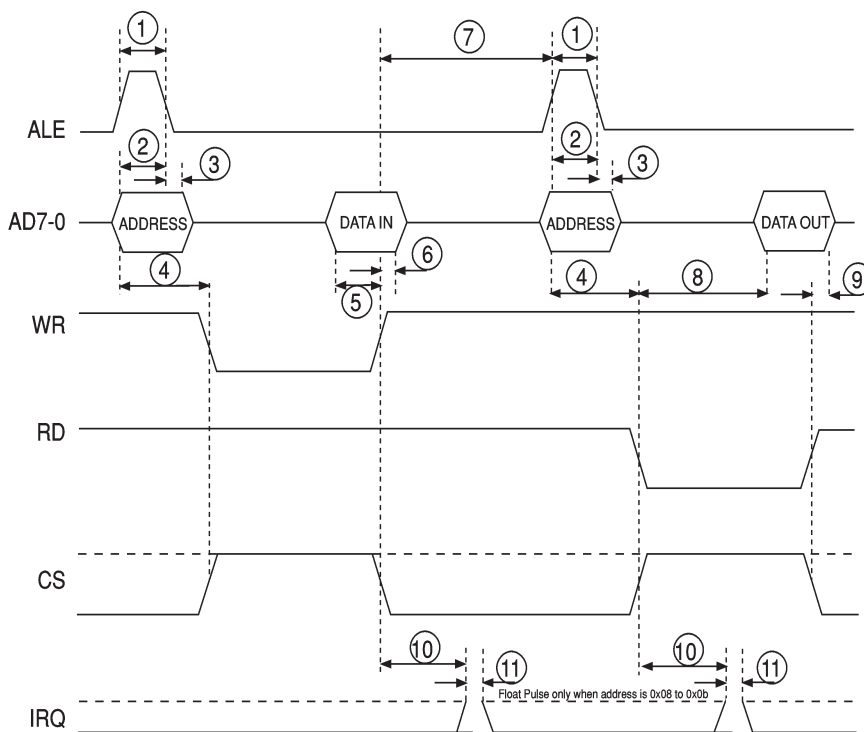 1
7
1
ALE
2
3
2
3
AD7-0
ADDRESS
DATA IN
ADDRESS
DATA OUT
4
5
6
4
8
9
WR
RD
CS
10
11
10
11
Float Pulse only when address is 0x08 to 0x0b
IRQ